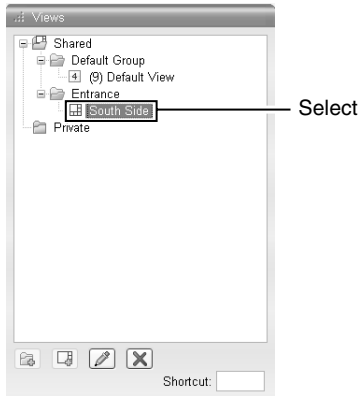 Views
Shared
Default Group
4 (9) Default View
Entrance
South Side
Select
Private
Shortcut: